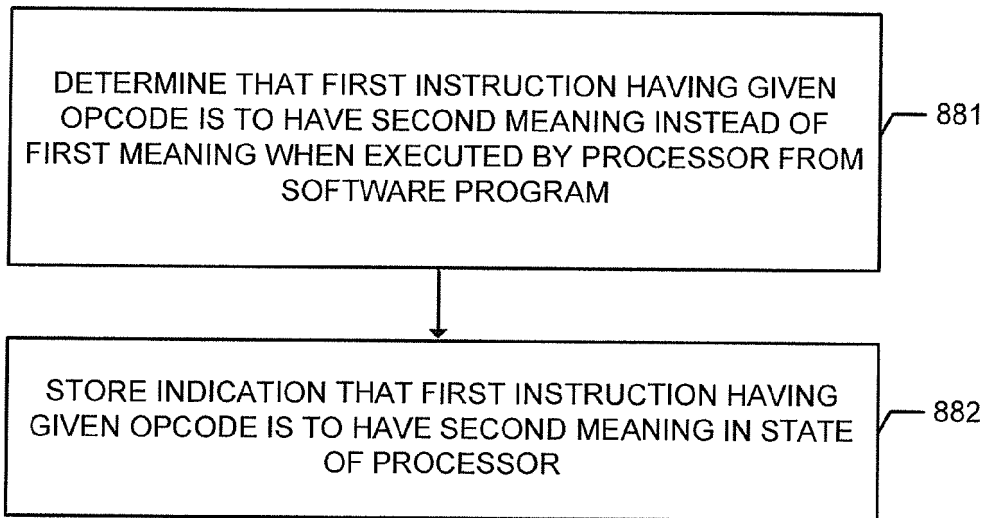 DETERMINE THAT FIRST INSTRUCTION HAVING GIVEN
OPCODE IS TO HAVE SECOND MEANING INSTEAD OF
FIRST MEANING WHEN EXECUTED BY PROCESSOR FROM
SOFTWARE PROGRAM
881
STORE INDICATION THAT FIRST INSTRUCTION HAVING
GIVEN OPCODE IS TO HAVE SECOND MEANING IN STATE
OF PROCESSOR
882